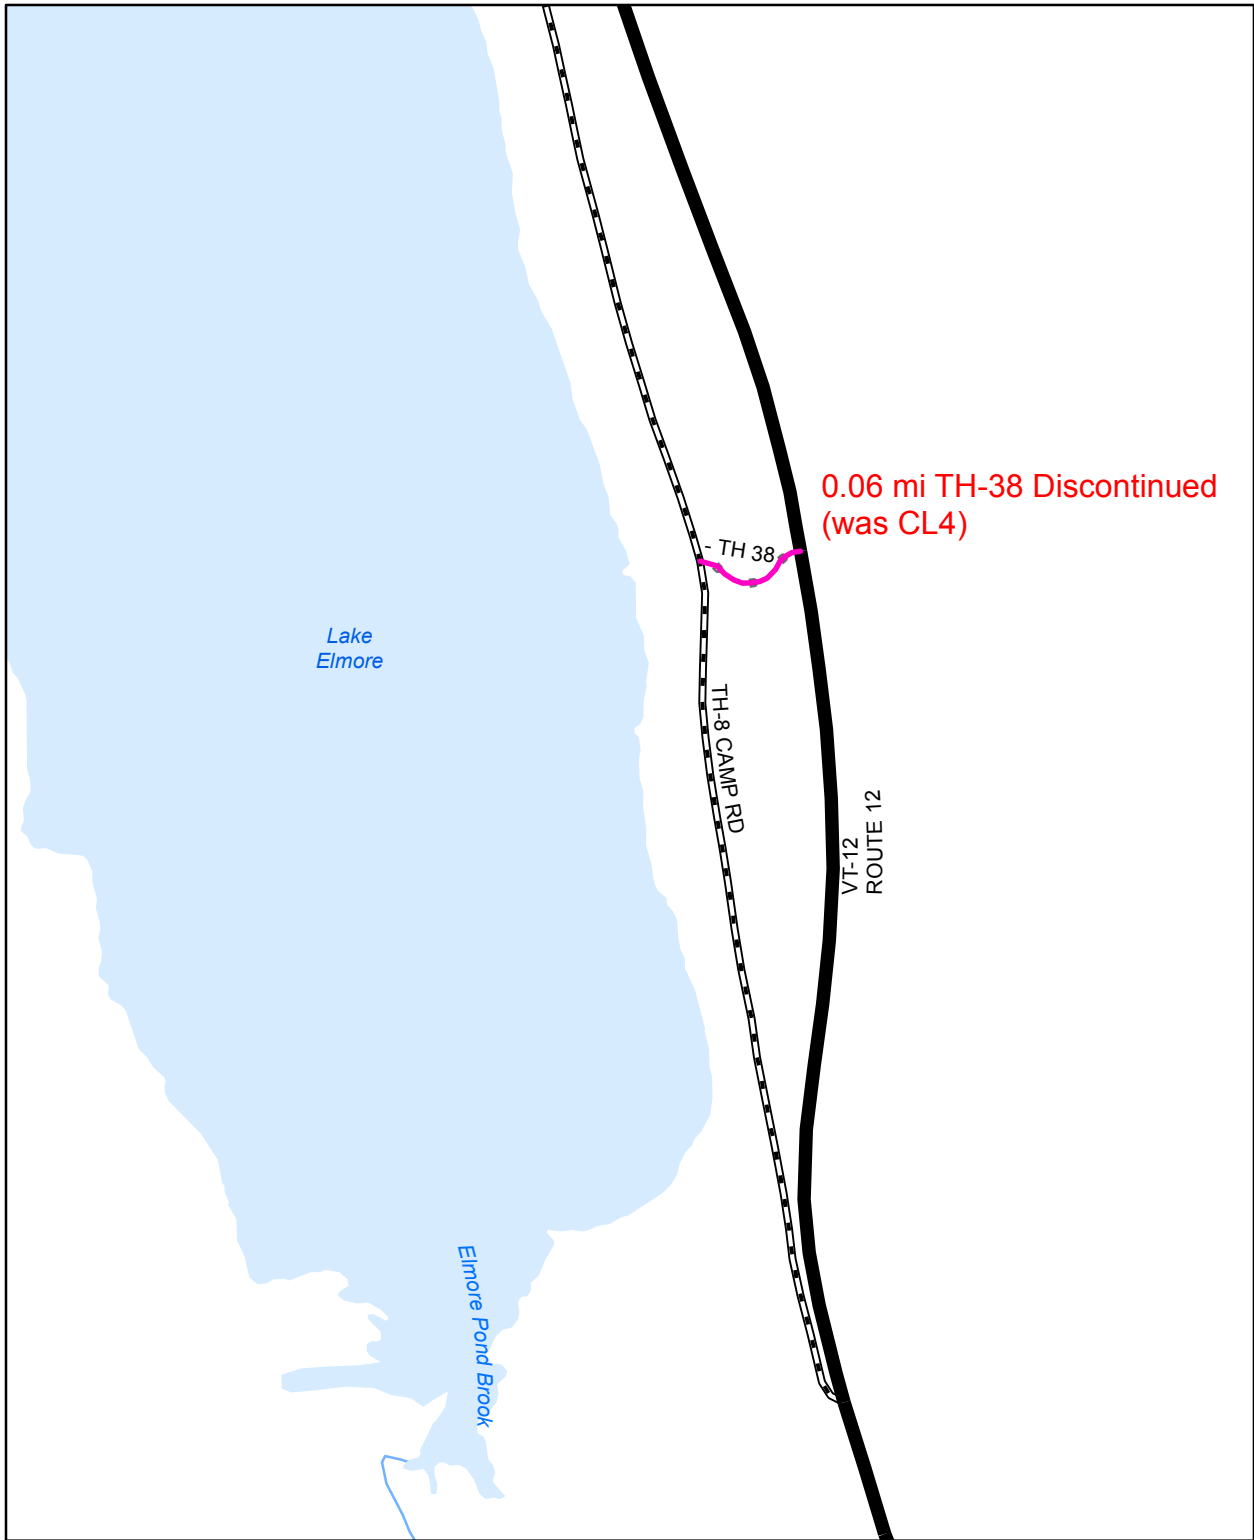 0.06 mi TH-38 Discontinued
(was CL4)
- TH 38
Lake
Elmore
TH-8 CAMP RD
VT-12
ROUTE 12
Elmore Pond Brook